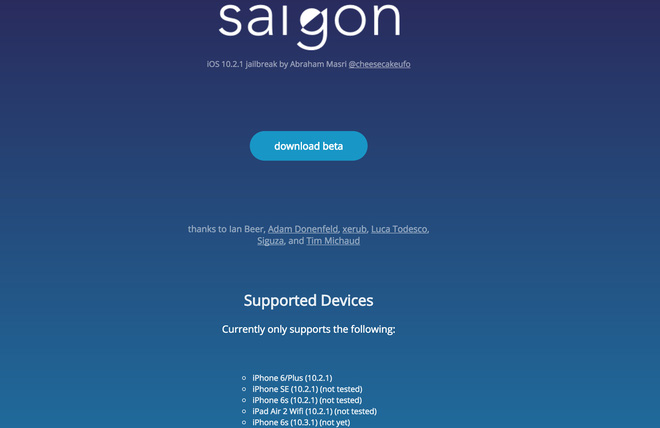 saigon
iOS 10.2.1 jailbreak by Abraham Masri @cheesecakeufo
download beta
thanks to Ian Beer, Adam Donenfeld, xerub, Luca Todesco,
Siguza, and Tim Michaud
Supported Devices
Currently only supports the following:
iPhone 6/Plus (10.2.1)
iPhone SE (10.2.1) (not tested)
iPhone 6s (10.2.1) (not tested)
iPad Air 2 Wifi (10.2.1) (not tested)
iPhone 6s (10.3.1) (not yet)